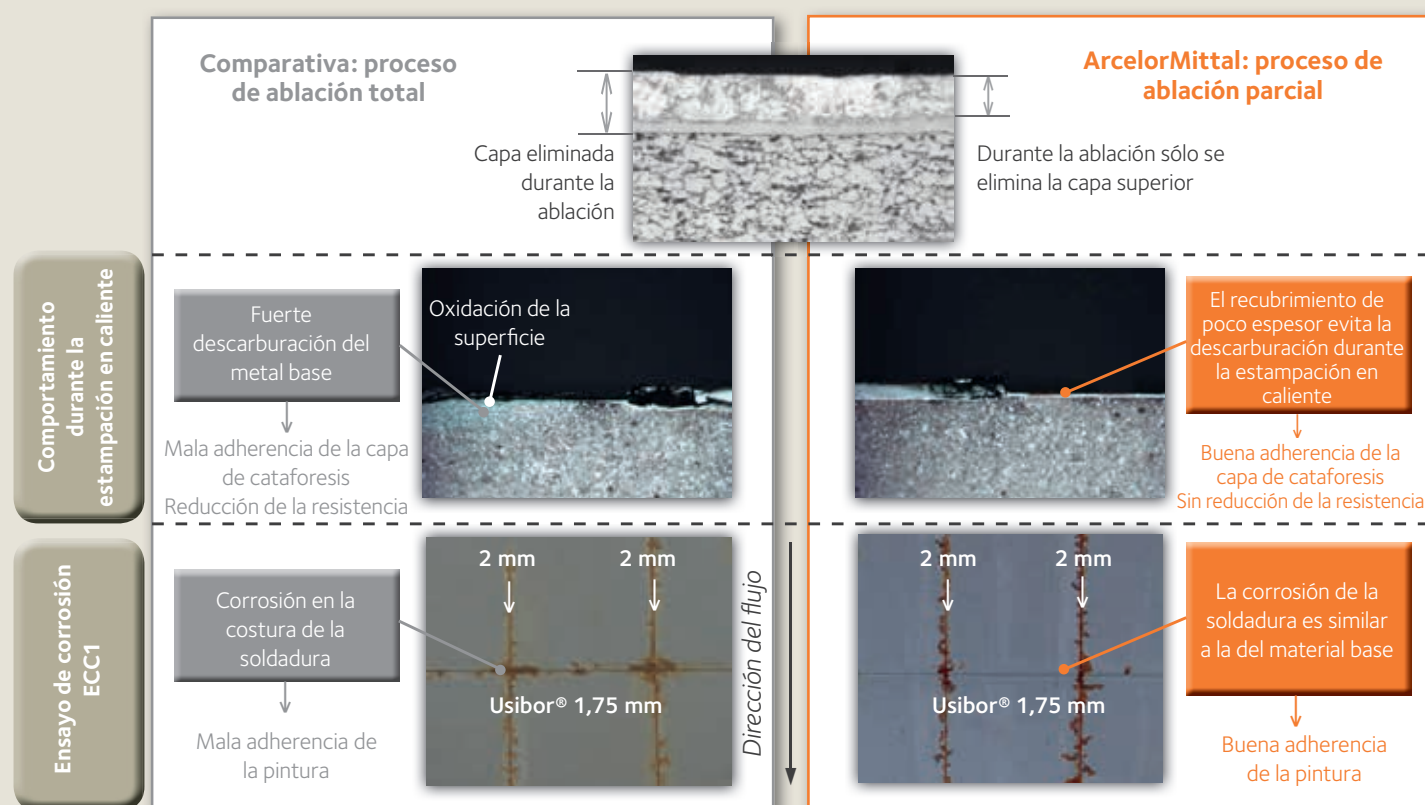 Comparativa: proceso
de ablación total
ArcelorMittal: proceso de
ablación parcial
Capa eliminada
durante la
ablación
Durante la ablación sólo se
elimina la capa superior
Comportamiento
durante la
estampación en caliente
Fuerte
descarburación del
metal base
Oxidación de la
superficie
Mala adherencia de la capa
de cataforesis
Reducción de la resistencia
El recubrimiento de
poco espesor evita la
descarburación durante
la estampación en
caliente
Buena adherencia de la
capa de cataforesis
Sin reducción de la resistencia
Ensayo de corrosión
ECC1
Corrosión en la
costura de la
soldadura
Mala adherencia de
la pintura
2 mm
2 mm
Usibor® 1,75 mm
Dirección del flujo
2 mm
2 mm
Usibor® 1,75 mm
La corrosión de la
soldadura es similar
a la del material base
Buena adherencia
de la pintura